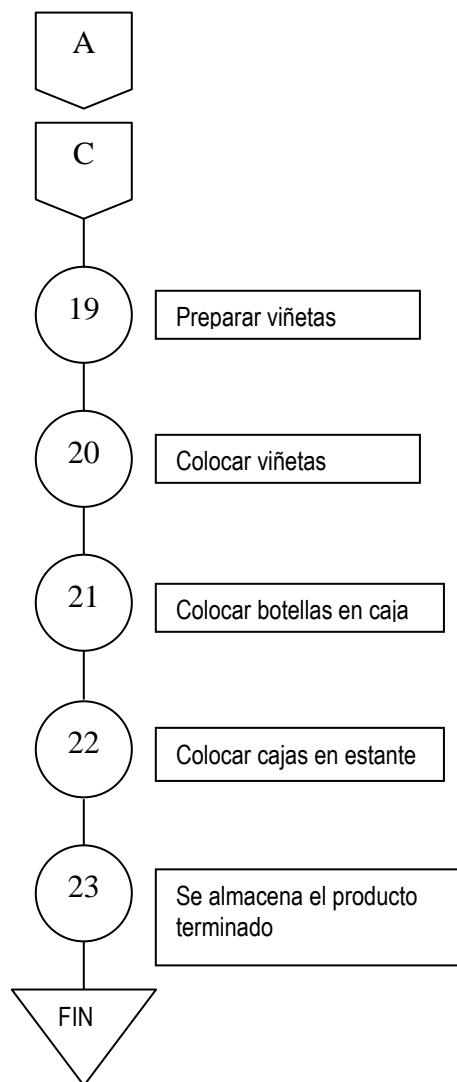 A
C
19
Preparar viñetas
20
Colocar viñetas
21
Colocar botellas en caja
22
Colocar cajas en estante
23
Se almacena el producto
terminado
FIN